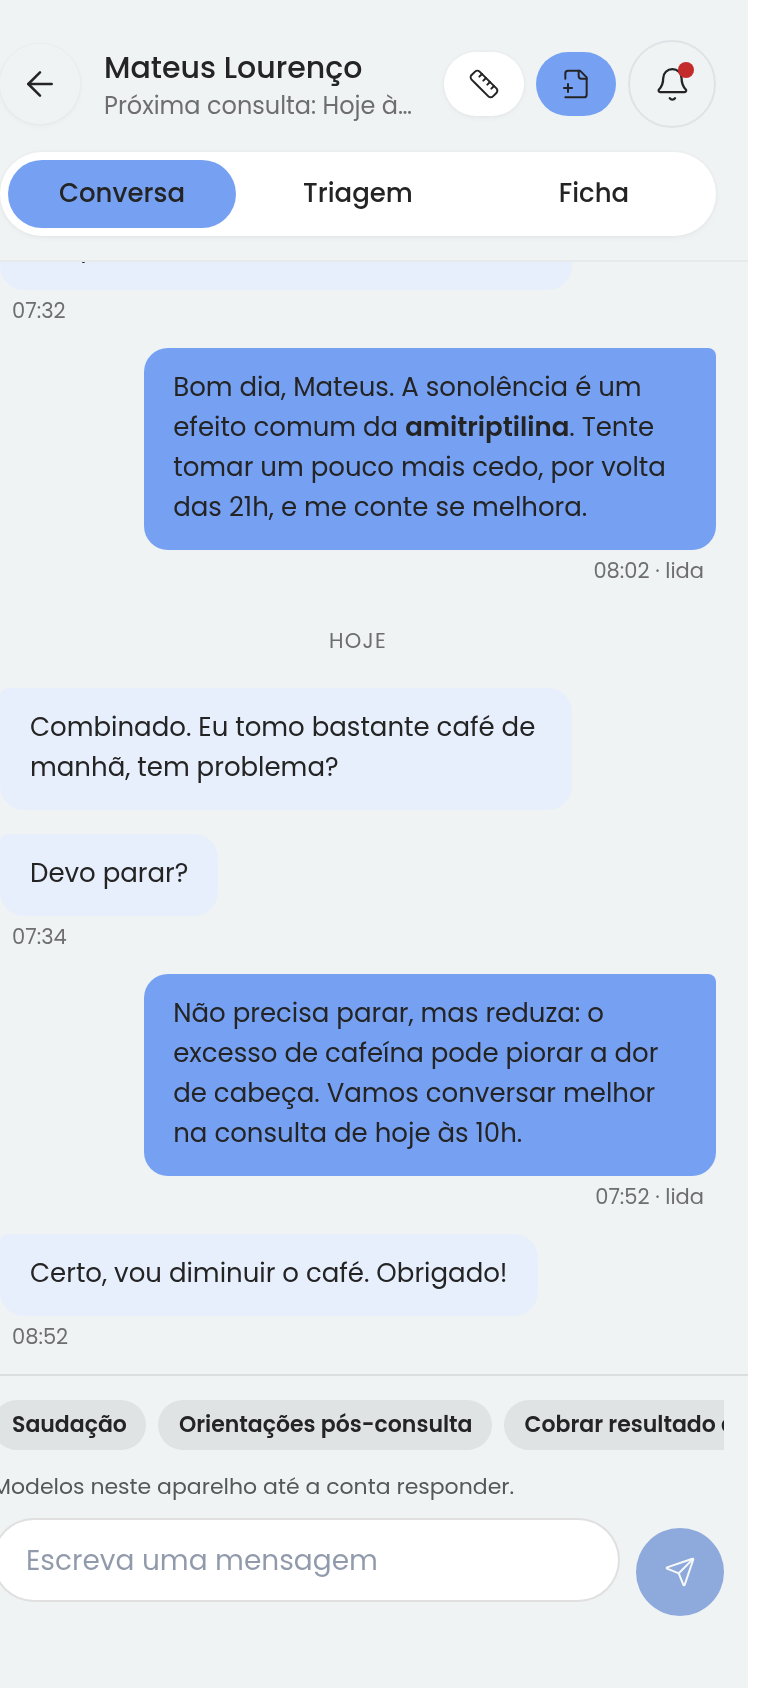 Mateus Lourenço
Próxima consulta: Hoje à...
Conversa
Triagem
Ficha
07:32
Bom dia, Mateus. A sonolência é um
efeito comum da amitriptilina. Tente
tomar um pouco mais cedo, por volta
das 21h, e me conte se melhora.
08:02 · lida
HOJE
Combinado. Eu tomo bastante café de
manhã, tem problema?
Devo parar?
07:34
Não precisa parar, mas reduza: o
excesso de cafeína pode piorar a dor
de cabeça. Vamos conversar melhor
na consulta de hoje às 10h.
07:52 · lida
Certo, vou diminuir o café. Obrigado!
08:52
Saudação
Orientações pós-consulta
Cobrar resultado
Modelos neste aparelho até a conta responder.
Escreva uma mensagem